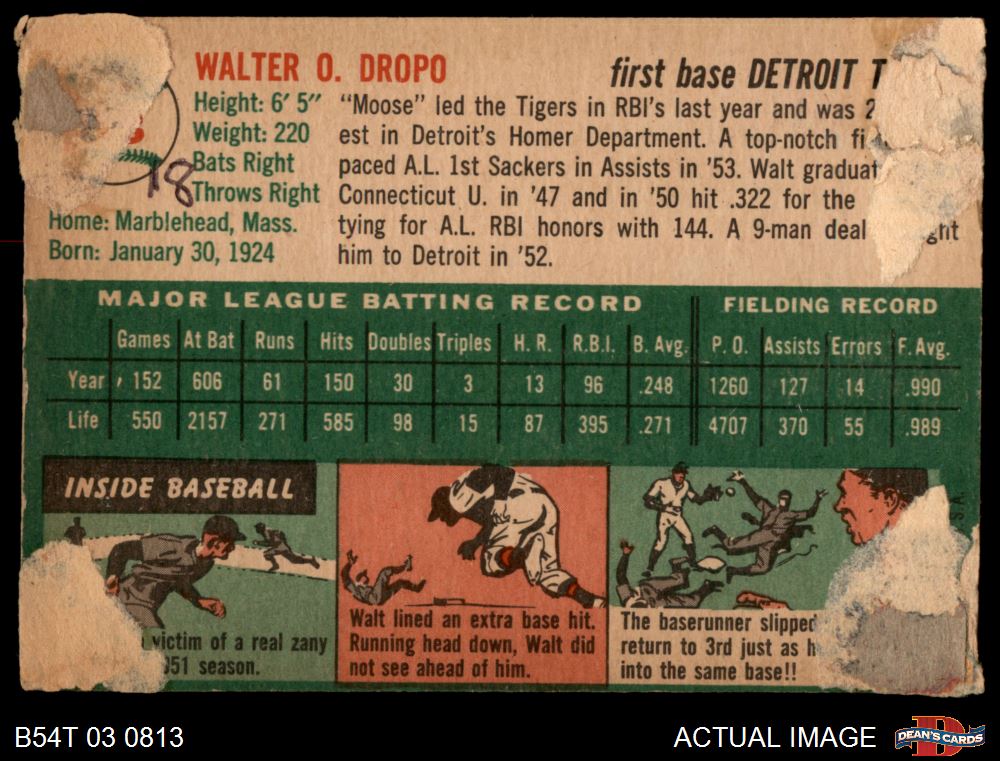 WALTER O. DROPO
first base DETROIT T
Height: 6' 5"
Weight: 220
Bats Right
Throws Right
Home: Marblehead, Mass.
Born: January 30, 1924
18
"Moose" led the Tigers in RBI's last year and was 2
est in Detroit's Homer Department. A top-notch fi
paced A.L. 1st Sackers in Assists in '53. Walt graduat
Connecticut U. in '47 and in '50 hit .322 for the
tying for A.L. RBI honors with 144. A 9-man deal ght
him to Detroit in '52.
MAJOR LEAGUE BATTING RECORD FIELDING RECORD
Games At Bat Runs Hits Doubles Triples H. R. R.B.I. B. Avg. P. O. Assists Errors F. Avg.
Year 152 606 61 150 30 3 13 96 .248 1260 127 14 .990
Life 550 2157 271 585 98 15 87 395 .271 4707 370 55 .989
INSIDE BASEBALL
victim of a real zany
951 season.
Walt lined an extra base hit.
Running head down, Walt did
not see ahead of him.
The baserunner slipped
return to 3rd just as h
into the same base!!
S.A.
B54T 03 0813
ACTUAL IMAGE
DEAN'S CARDS